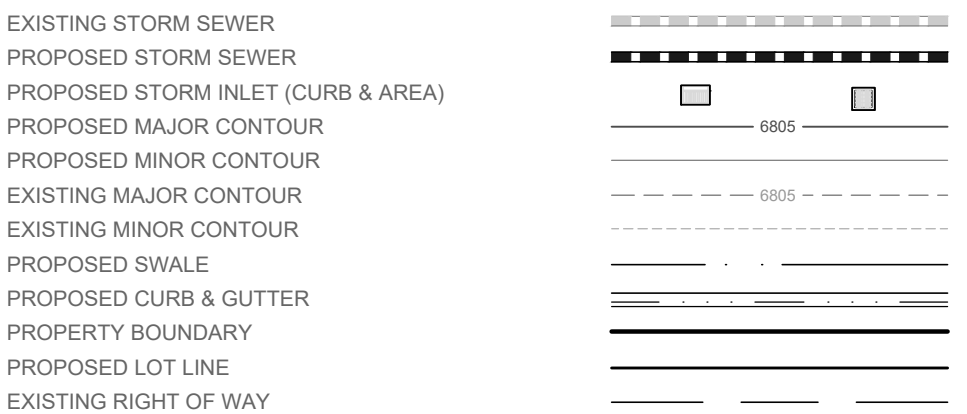 EXISTING STORM SEWER
PROPOSED STORM SEWER
PROPOSED STORM INLET (CURB & AREA)
PROPOSED MAJOR CONTOUR 6805
PROPOSED MINOR CONTOUR
EXISTING MAJOR CONTOUR 6805
EXISTING MINOR CONTOUR
PROPOSED SWALE
PROPOSED CURB & GUTTER
PROPERTY BOUNDARY
PROPOSED LOT LINE
EXISTING RIGHT OF WAY